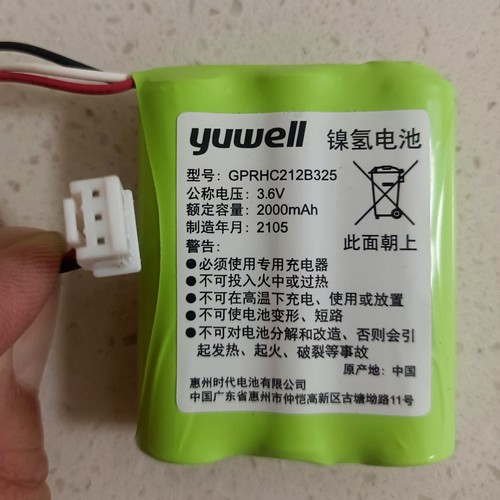 yuwell 镍氢电池
型号：GPRHC212B325
公称电压：3.6V
额定容量：2000mAh
制造年月：2105
此面朝上
警告：
●必须使用专用充电器
●不可投入火中或过热
●不可在高温下充电、使用或放置
●不可使电池变形、短路
●不可对电池分解和改造、否则会引
起发热、起火、破裂等事故
原产地：中国
惠州时代电池有限公司
中国广东省惠州市仲恺高新区古塘坳路11号